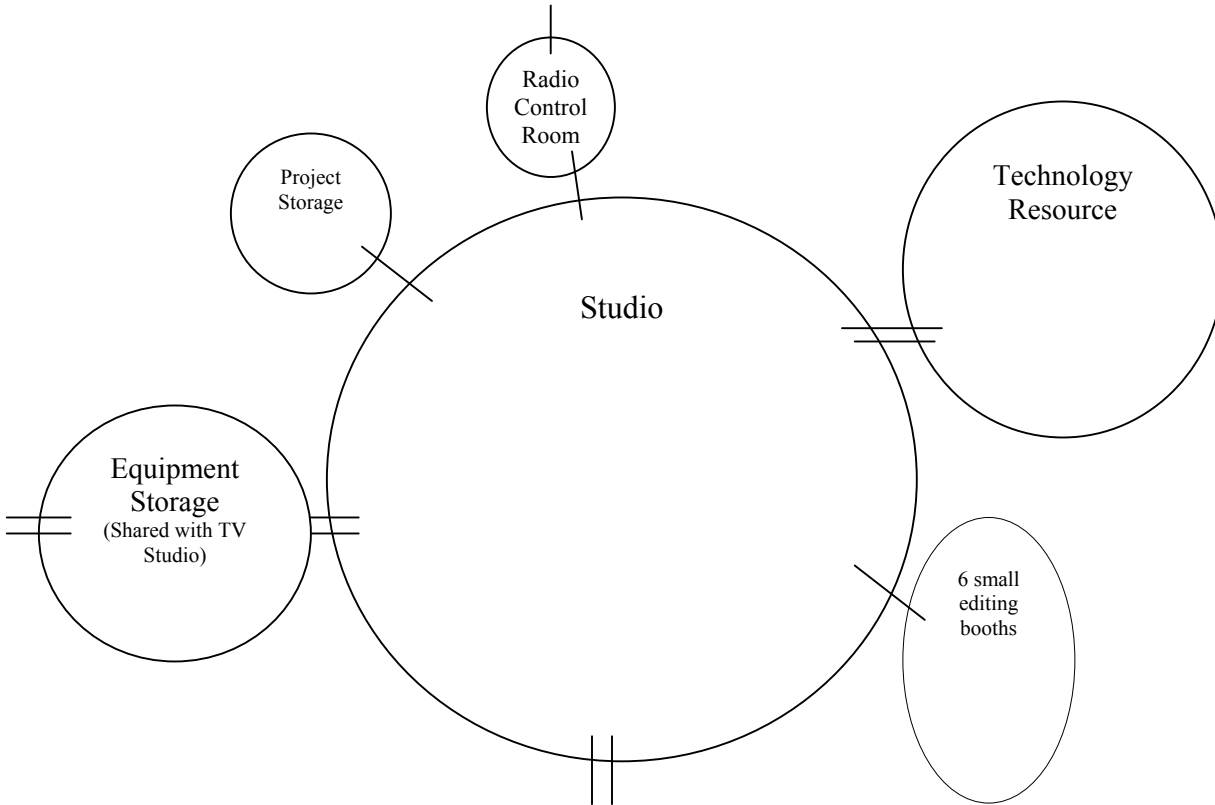 Radio
Control
Room
Project
Storage
Technology
Resource
Studio
Equipment
Storage
(Shared with TV
Studio)
6 small
editing
booths